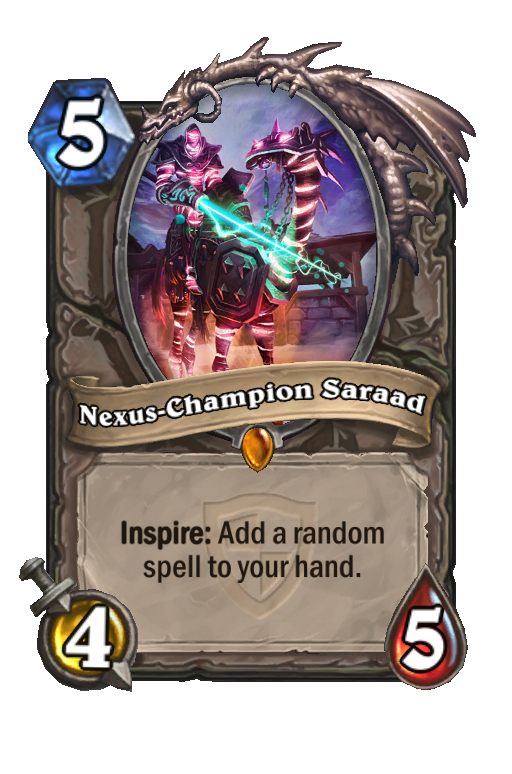 5
Nexus-Champion Saraad
Inspire: Add a random
spell to your hand.
4
5